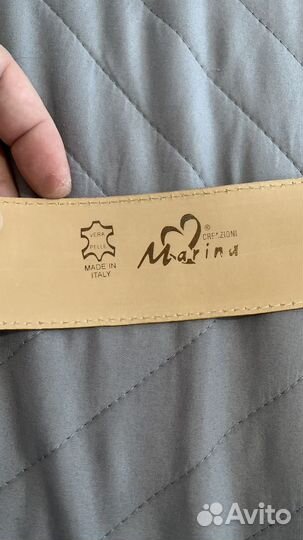 VERA
PELLE
MADE IN
ITALY
®
CREAZIONI
Marina
Avito